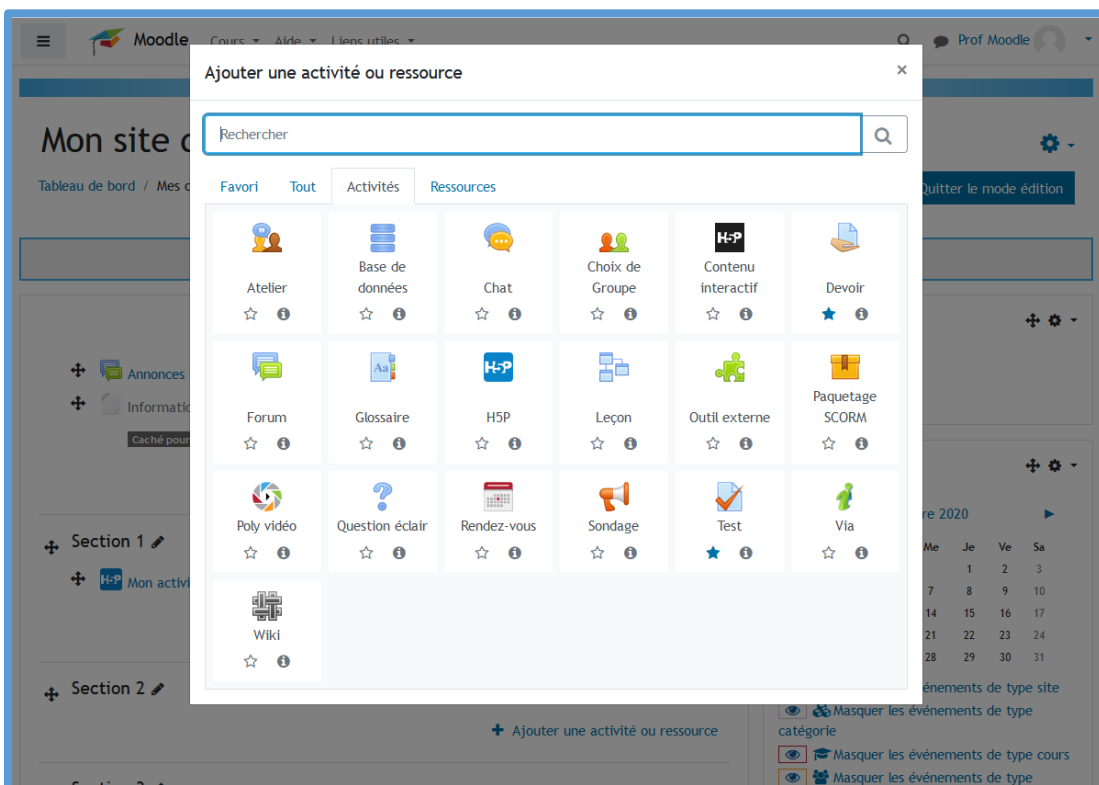 Moodle Cours Aide Liens utiles Prof Moodle
Ajouter une activité ou ressource ×
Rechercher
Mon site
Tableau de bord / Mes
Quitter le mode édition
Favori Tout Activités Ressources
Atelier
Base de données
Chat
Choix de Groupe
Contenu interactif
H5P
Devoir
Annonces
Caché pour
Forum
Aa
Glossaire
H5P
H5P
Leçon
Outil externe
Paquetage SCORM
Poly vidéo
Question éclair
Rendez-vous
Sondage
Test
Via
Wiki
Section 1
H5P Mon activi
Section 2
Ajouter une activité ou ressource
re 2020
Me Je Ve Sa
1 2 3
7 8 9 10
14 15 16 17
21 22 23 24
28 29 30 31
énements de type site
Masquer les événements de type
catégorie
Masquer les événements de type cours
Masquer les événements de type